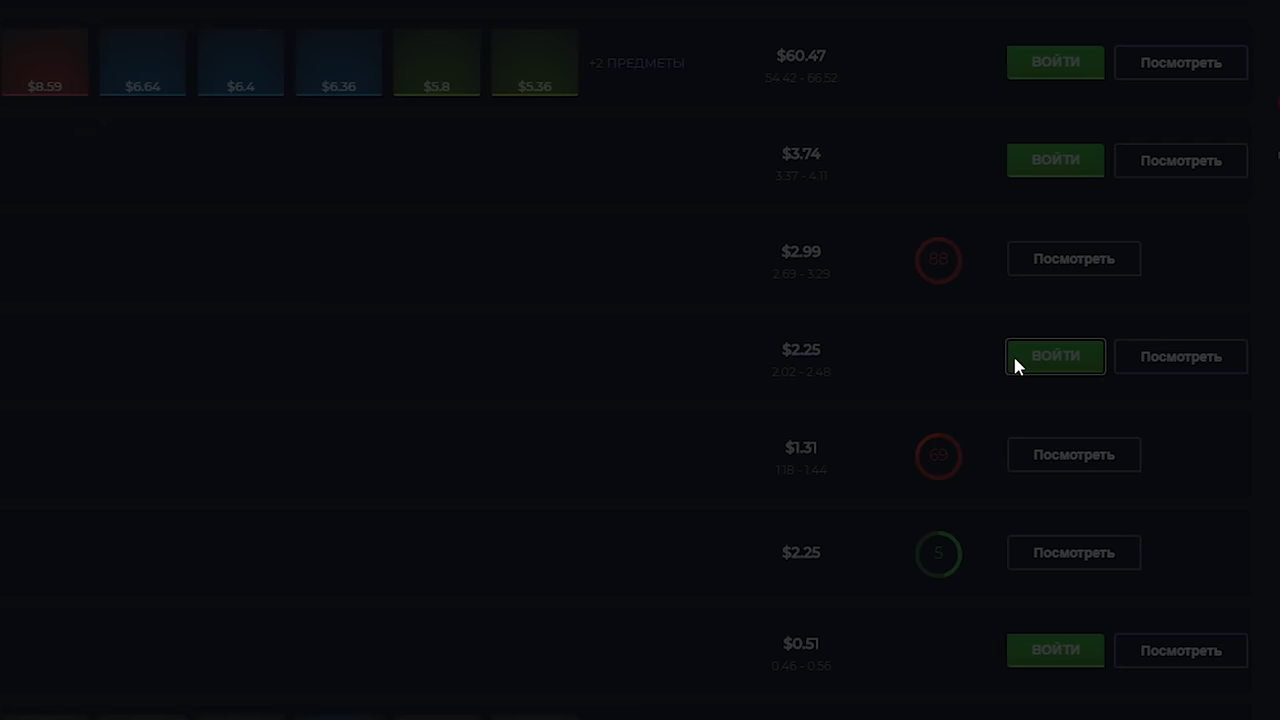 $8.59 $6.64 $6.4 $6.36 $5.8 $5.36 +2 ПРЕДМЕТЫ $60.47 ВОЙТИ Посмотреть
54.42 - 66.52
$3.74 ВОЙТИ Посмотреть
3.37 - 4.11
$2.99 88 Посмотреть
2.69 - 3.29
$2.25 ВОЙТИ Посмотреть
2.02 - 2.48
$1.31 69 Посмотреть
1.18 - 1.44
$2.25 5 Посмотреть
$0.51 ВОЙТИ Посмотреть
0.46 - 0.56